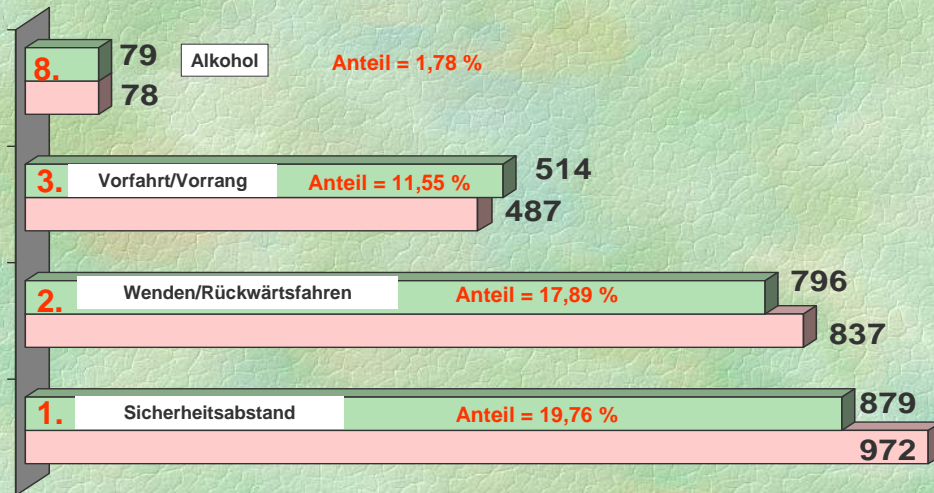 8. 79 Alkohol Anteil = 1,78 %
78
3. Vorfahrt/Vorrang Anteil = 11,55 % 514
487
2. Wenden/Rückwärtsfahren Anteil = 17,89 % 796
837
1. Sicherheitsabstand Anteil = 19,76 % 879
972